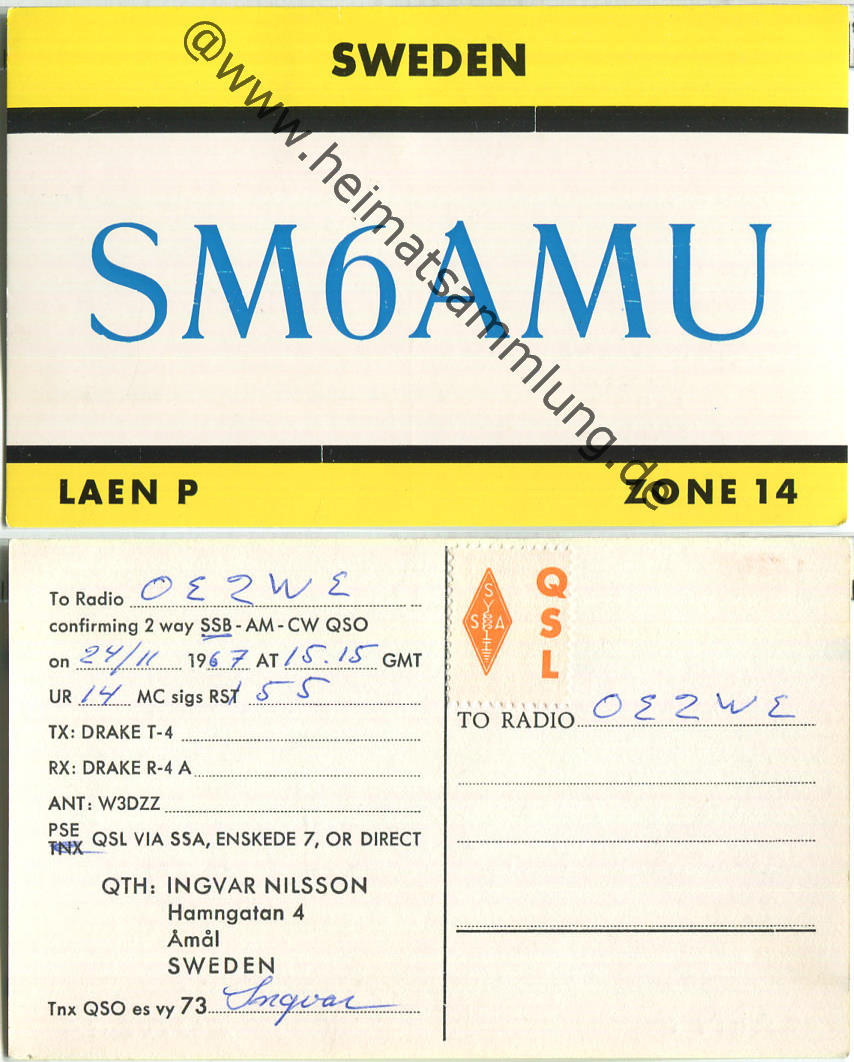 SWEDEN
SM6AMU
LAEN P ZONE 14
@www.heimatsammlung.de
To Radio OE2WE
confirming 2 way SSB - AM - CW QSO
on 24/11 1967 AT 15.15 GMT
UR 14 MC sigs RST 55
TX: DRAKE T-4
RX: DRAKE R-4 A
ANT: W3DZZ
PSE
TNX QSL VIA SSA, ENSKEDE 7, OR DIRECT
QTH: INGVAR NILSSON
Hamngatan 4
Åmål
SWEDEN
Tnx QSO es vy 73 Ingvar
QSL
TO RADIO OE2WE